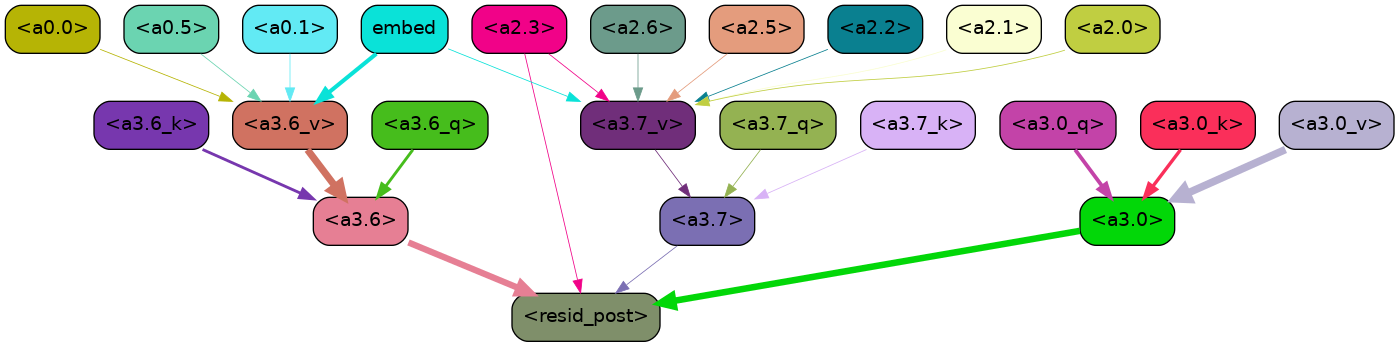 <a0.0> <a0.5> <a0.1> embed <a2.3> <a2.6> <a2.5> <a2.2> <a2.1> <a2.0>
<a3.6_k> <a3.6_v> <a3.6_q> <a3.7_v> <a3.7_q> <a3.7_k> <a3.0_q> <a3.0_k> <a3.0_v>
<a3.6> <a3.7> <a3.0>
<resid_post>